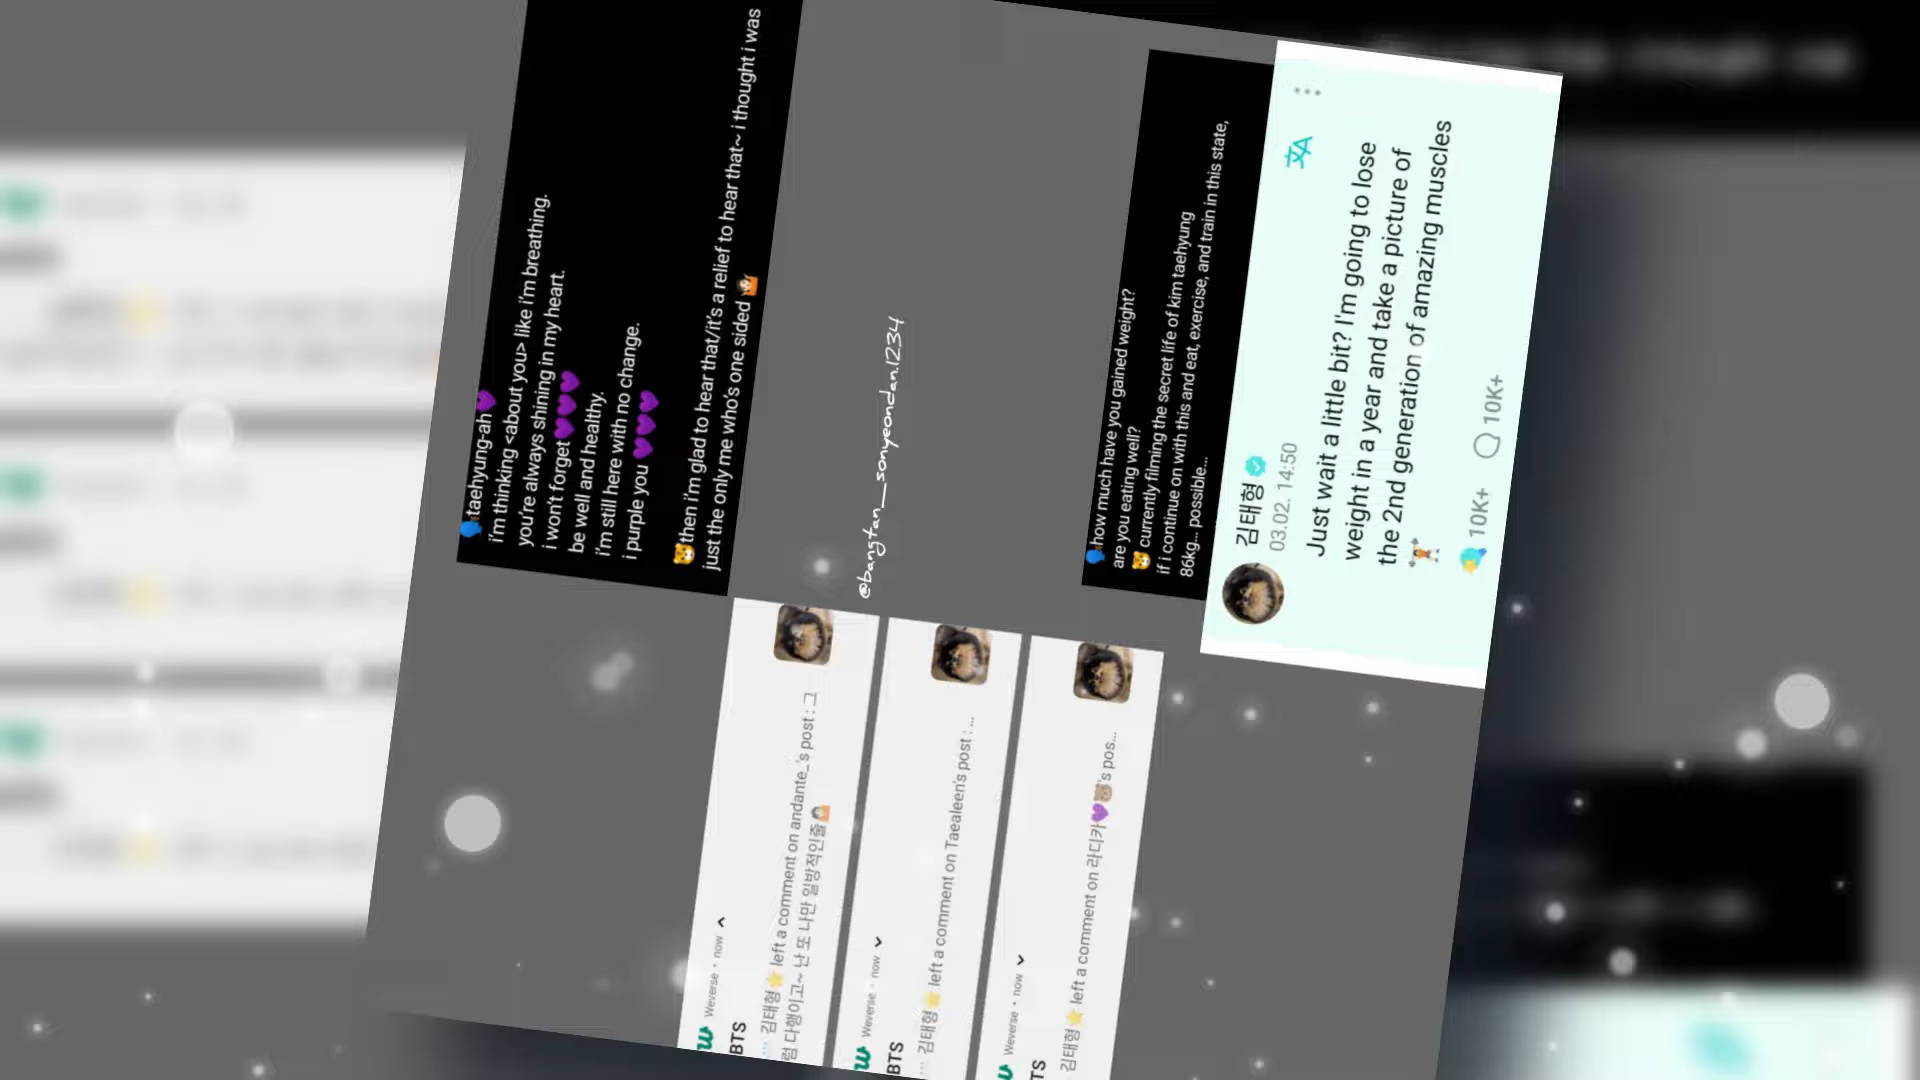 🗣️taehyung-ah💜
i'm thinking <about you> like i'm breathing.
you're always shining in my heart.
i won't forget💜💜💜
be well and healthy.
i'm still here with no change.
i purple you 💜💜💜
🐯then i'm glad to hear that/it's a relief to hear that~ i thought i was
just the only me who's one sided 🤷🏻
@bangtan__sonyeondan.1234
🗣️how much have you gained weight?
are you eating well?
🐯 currently filming the secret life of kim taehyung
if i continue on with this and eat, exercise, and train in this state,
86kg... possible...
김태형
03.02. 14:50
Just wait a little bit? I'm going to lose
weight in a year and take a picture of
the 2nd generation of amazing muscles
🏋🏻
10K+ 10K+
Weverse • now
BTS
... 김태형🌟 left a comment on andante_'s post : 그
럼 다행이고~ 난 또 나만 일방적인줄🤷🏻
Weverse • now
BTS
... 김태형🌟 left a comment on Taealeen's post : ...
Weverse • now
김태형🌟 left a comment on 라디카💜🐻's pos...